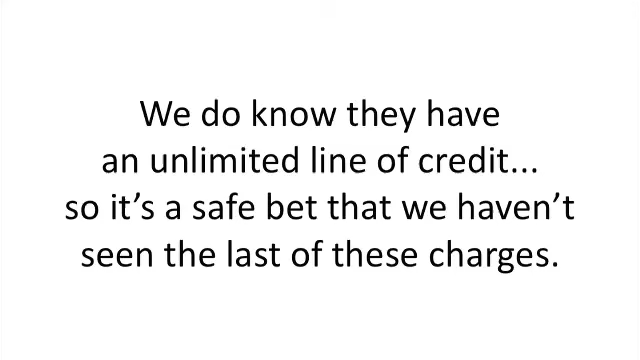 We do know they have
an unlimited line of credit...
so it's a safe bet that we haven't
seen the last of these charges.